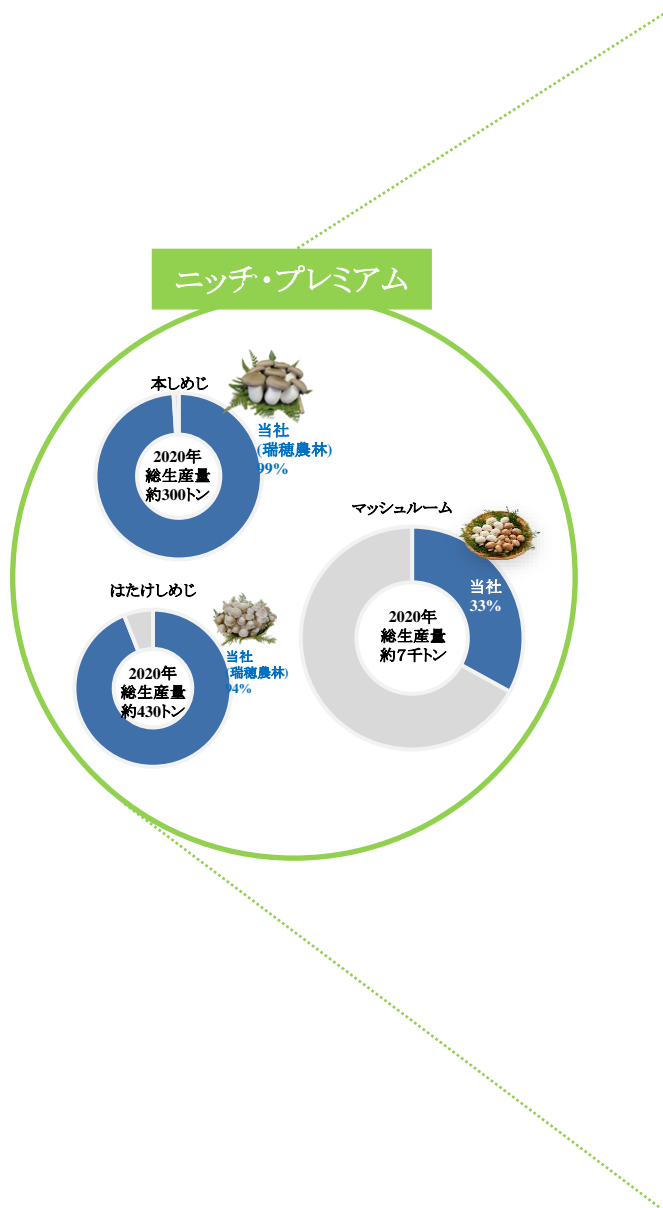 ニッチ・プレミアム
本しめじ
当社
(瑞穂農林)
99%
2020年
総生産量
約300トン
マッシュルーム
当社
33%
2020年
総生産量
約7千トン
はたけしめじ
当社
(瑞穂農林)
94%
2020年
総生産量
約430トン